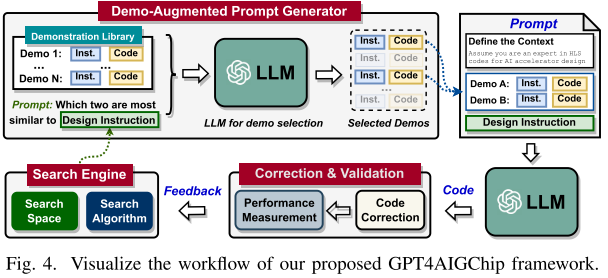 Demo-Augmented Prompt Generator
Demonstration Library
Demo 1: Inst. Code
... ...
Demo N: Inst. Code
Prompt: Which two are most
similar to Design Instruction
LLM
LLM for demo selection
Inst. Code
Inst. Code
Inst. Code
...
Inst. Code
Selected Demos
Prompt
Define the Context
Assume you are an expert in HLS
codes for AI accelerator design
Demo A: Inst. Code
Demo B: Inst. Code
Design Instruction
Search Engine
Search Space
Search Algorithm
Feedback
Correction & Validation
Performance Measurement
Code Correction
Code
LLM
Fig. 4. Visualize the workflow of our proposed GPT4AIGChip framework.